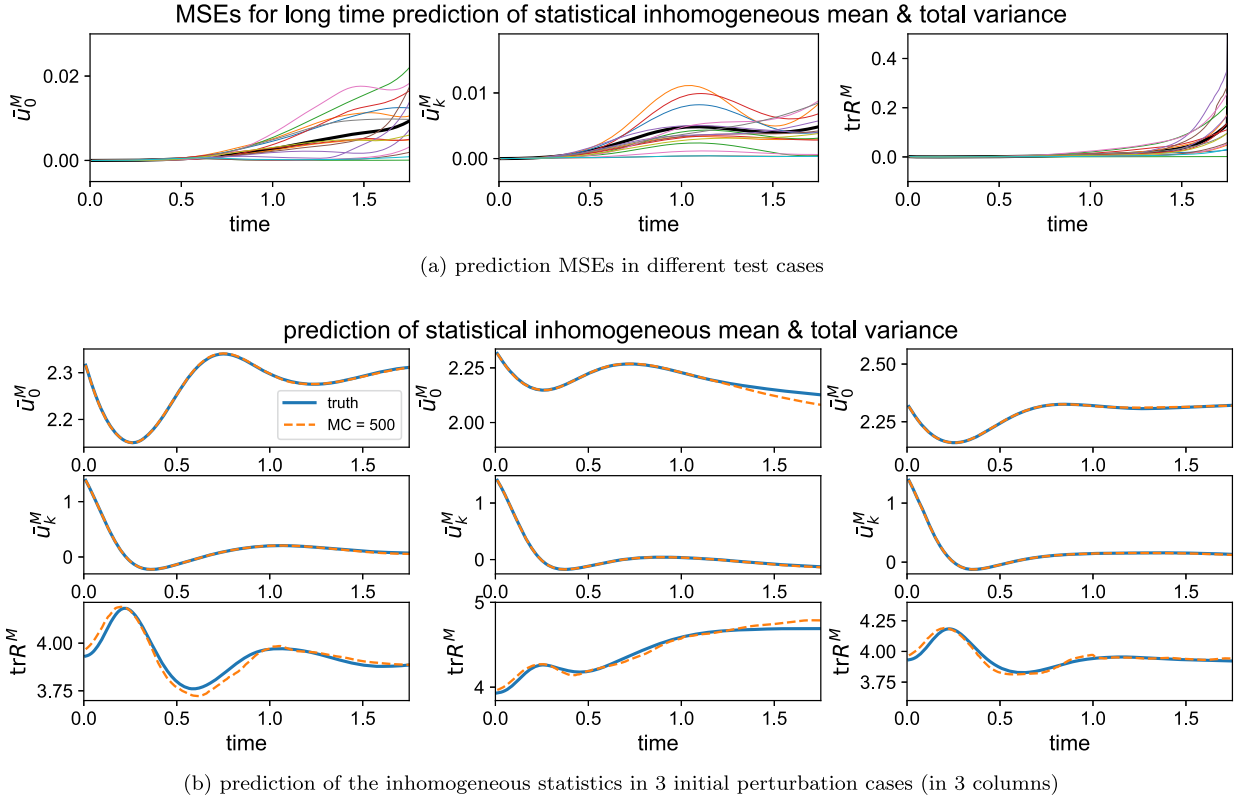 MSEs for long time prediction of statistical inhomogeneous mean & total variance
ū₀ᴹ
0.02
0.00
0.0 0.5 1.0 1.5
time
ūₖᴹ
0.01
0.00
0.0 0.5 1.0 1.5
time
trRᴹ
0.4
0.2
0.0
0.0 0.5 1.0 1.5
time
(a) prediction MSEs in different test cases
prediction of statistical inhomogeneous mean & total variance
ū₀ᴹ
2.3
2.2
truth
MC = 500
0.0 0.5 1.0 1.5
ū₀ᴹ
2.25
2.00
0.0 0.5 1.0 1.5
ū₀ᴹ
2.50
2.25
0.0 0.5 1.0 1.5
ūₖᴹ
1
0
0.0 0.5 1.0 1.5
ūₖᴹ
1
0
0.0 0.5 1.0 1.5
ūₖᴹ
1
0
0.0 0.5 1.0 1.5
trRᴹ
4.00
3.75
0.0 0.5 1.0 1.5
time
trRᴹ
5
4
0.0 0.5 1.0 1.5
time
trRᴹ
4.25
4.00
3.75
0.0 0.5 1.0 1.5
time
(b) prediction of the inhomogeneous statistics in 3 initial perturbation cases (in 3 columns)